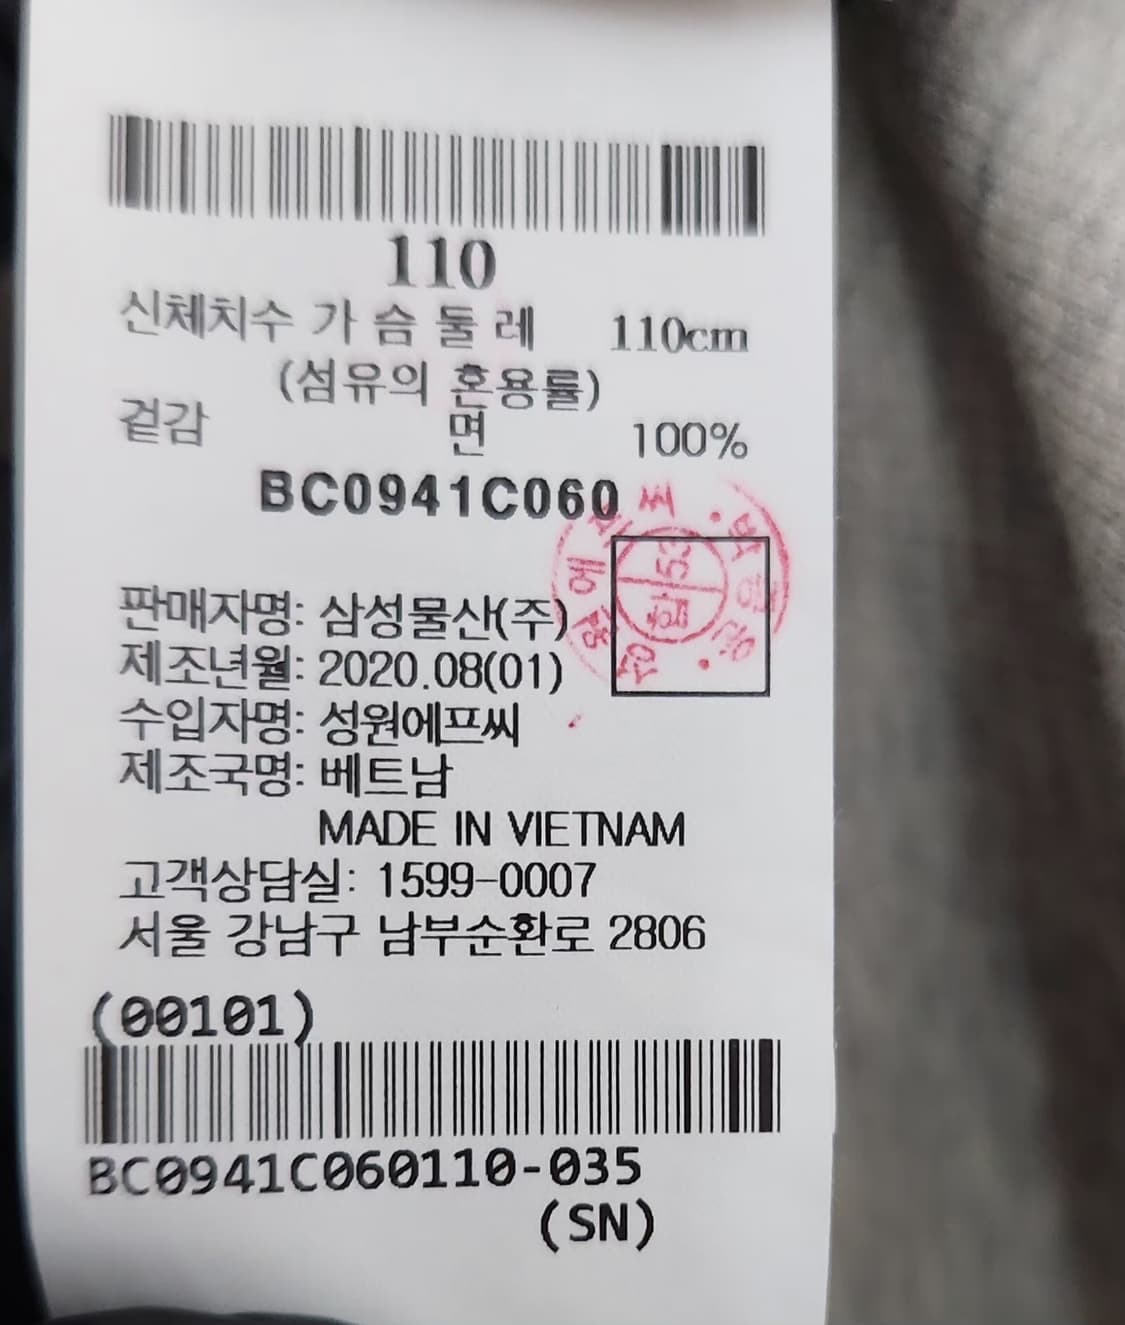 110
신체치수 가 슴 둘 레 110cm
(섬유의 혼용률)
겉감 면 100%
BC0941C060
판매자명: 삼성물산(주)
제조년월: 2020.08(01)
수입자명: 성원에프씨
제조국명: 베트남
MADE IN VIETNAM
고객상담실: 1599-0007
서울 강남구 남부순환로 2806
(00101)
BC0941C060110-035
(SN)